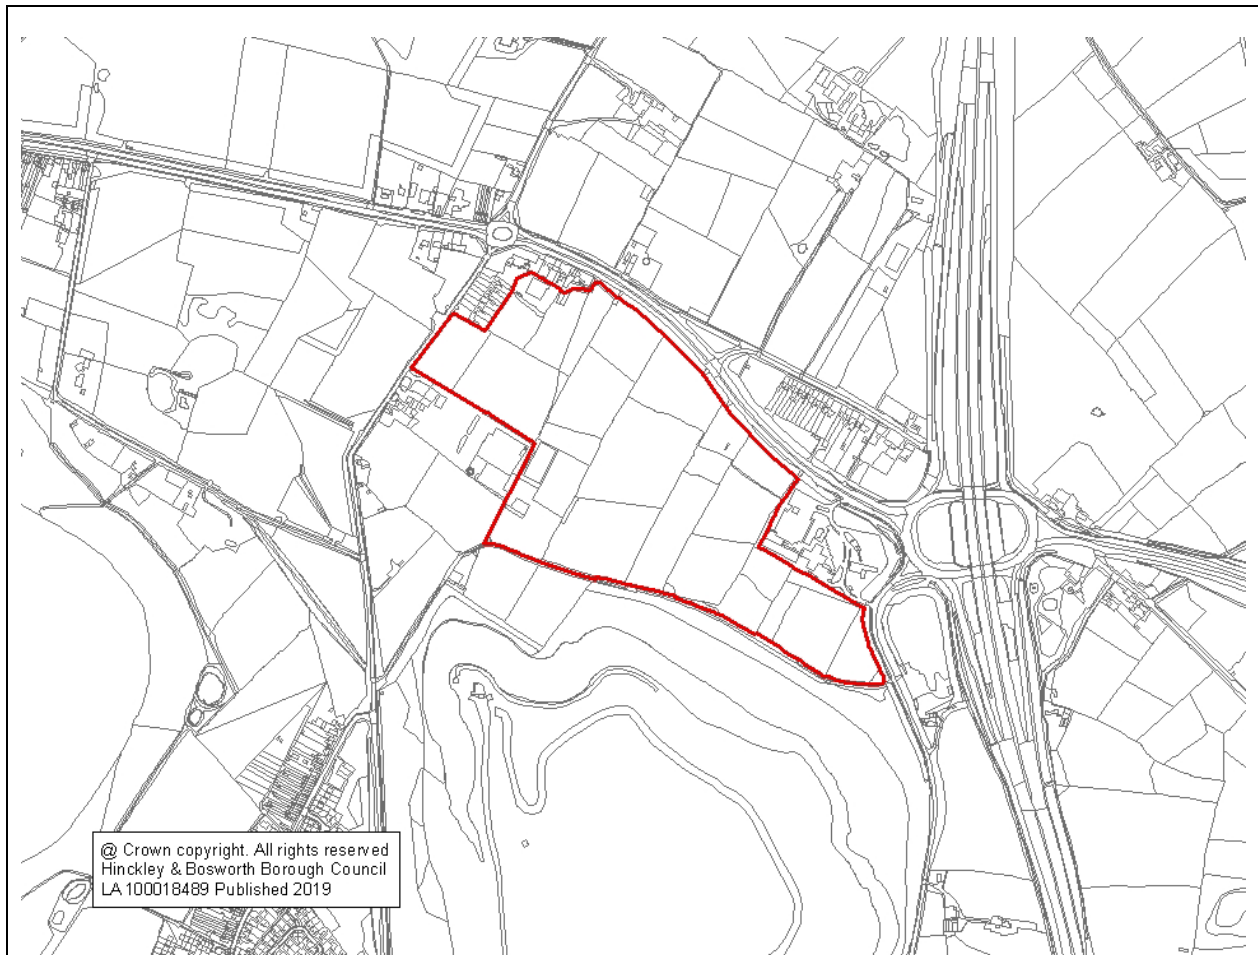 @ Crown copyright. All rights reserved
Hinckley & Bosworth Borough Council
LA 100018489 Published 2019